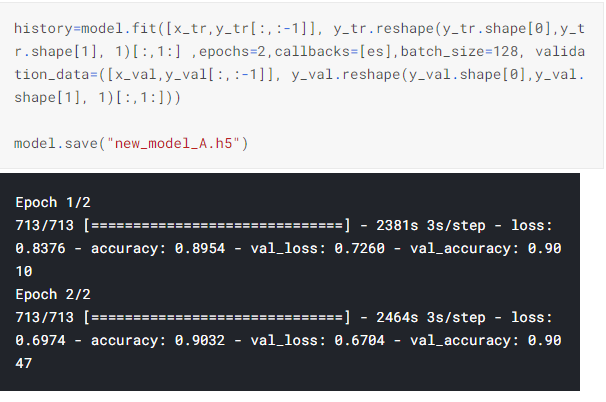 history=model.fit([x_tr,y_tr[:,:-1]], y_tr.reshape(y_tr.shape[0],y_t
r.shape[1], 1)[:,1:] ,epochs=2,callbacks=[es],batch_size=128, valida
tion_data=([x_val,y_val[:,:-1]], y_val.reshape(y_val.shape[0],y_val.
shape[1], 1)[:,1:]))
model.save("new_model_A.h5")
Epoch 1/2
713/713 [==============================] - 2381s 3s/step - loss:
0.8376 - accuracy: 0.8954 - val_loss: 0.7260 - val_accuracy: 0.90
10
Epoch 2/2
713/713 [==============================] - 2464s 3s/step - loss:
0.6974 - accuracy: 0.9032 - val_loss: 0.6704 - val_accuracy: 0.90
47